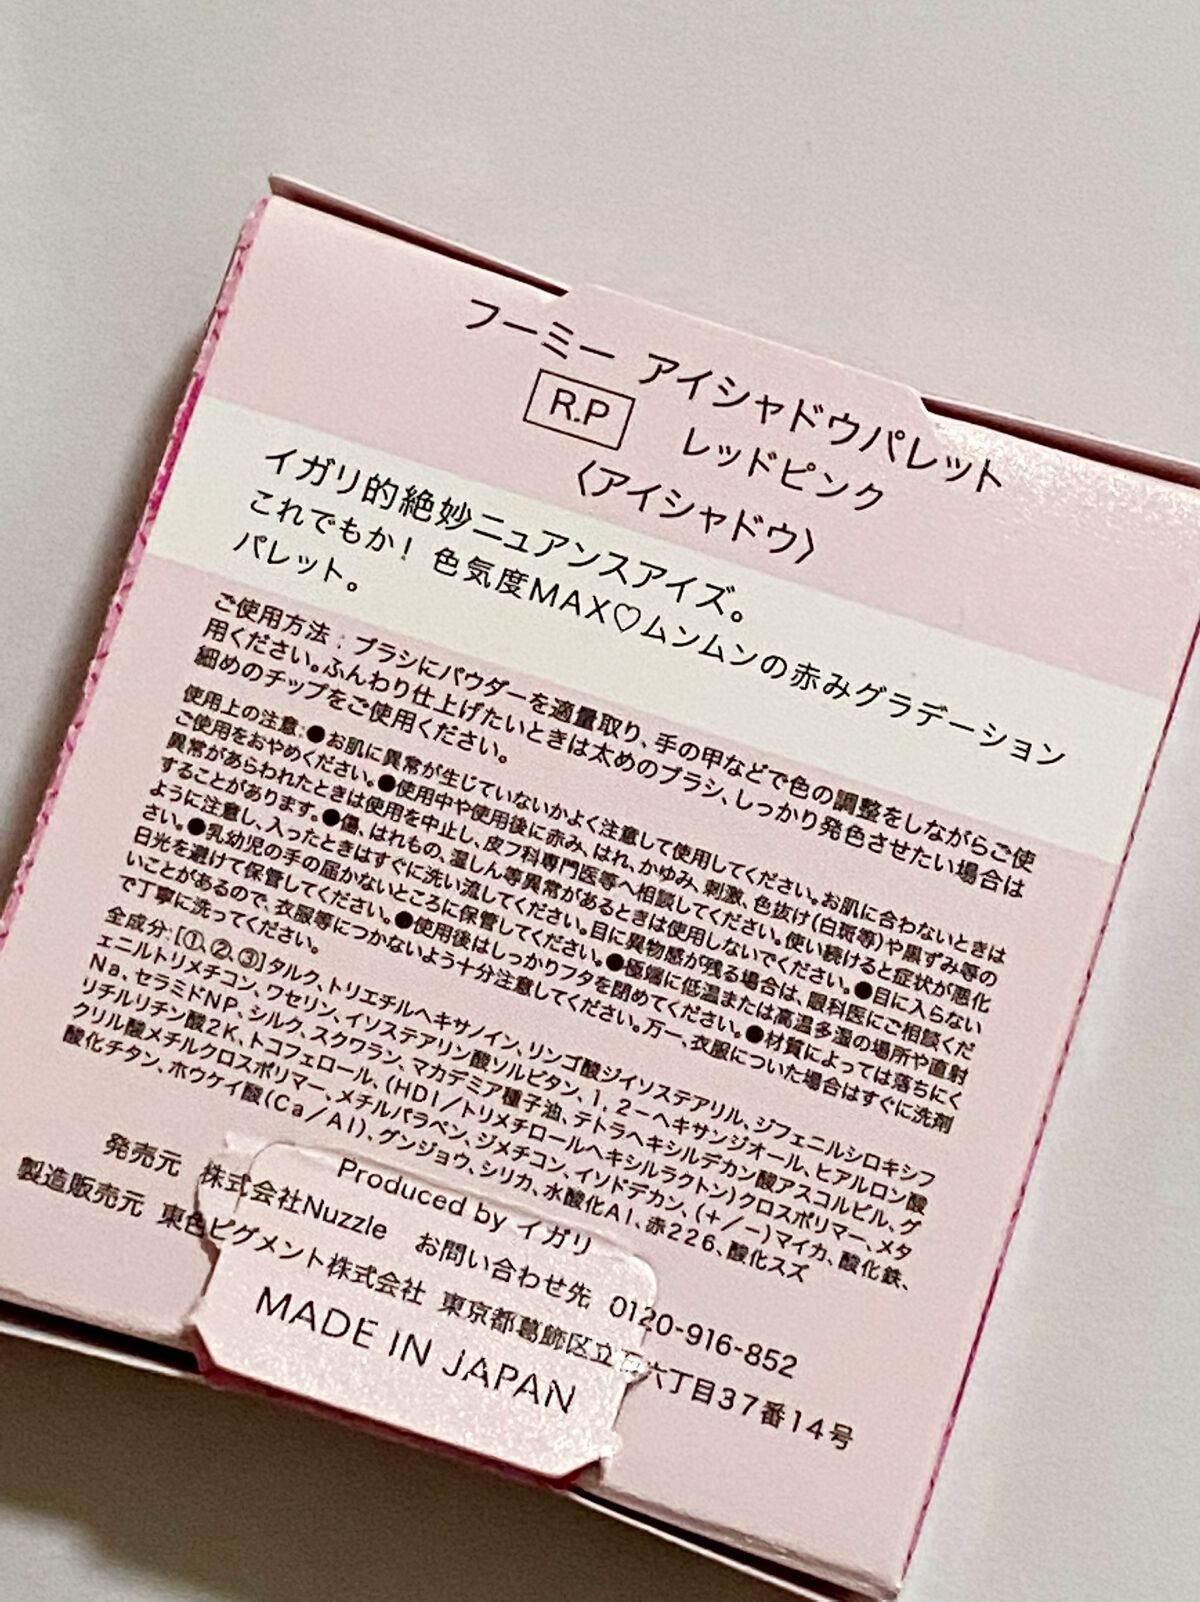 フーミー アイシャドウパレット
R.P レッドピンク
〈アイシャドウ〉
イガリ的絶妙ニュアンスアイズ。
これでもか！ 色気度MAX♡ムンムンの赤みグラデーション
パレット。
ご使用方法：ブラシにパウダーを適量取り、手の甲などで色の調整をしながらご使
用ください。ふんわり仕上げたいときは太めのブラシ、しっかり発色させたい場合は
細めのチップをご使用ください。
使用上の注意：●お肌に異常が生じていないかよく注意して使用してください。お肌に合わないときは
ご使用をおやめください。●使用中や使用後に赤み、はれ、かゆみ、刺激、色抜け(白斑等)や黒ずみ等の
異常があらわれたときは使用を中止し、皮フ科専門医等へ相談してください。使い続けると症状が悪化
することがあります。●傷、はれもの、湿しん等異常があるときは使用しないでください。●目に入らない
ように注意し、入ったときはすぐに洗い流してください。目に異物感が残る場合は、眼科医にご相談くだ
さい。●乳幼児の手の届かないところに保管してください。●極端に低温または高温多湿の場所や直射
日光を避けて保管してください。●使用後はしっかりフタを閉めてください。●材質によっては落ちにく
いことがあるので、衣服等につかないよう十分注意してください。万一、衣服についた場合はすぐに洗剤
で丁寧に洗ってください。
全成分：[①、②、③]タルク、トリエチルヘキサノイン、リンゴ酸ジイソステアリル、ジフェニルシロキシフ
ェニルトリメチコン、ワセリン、イソステアリン酸ソルビタン、1，2－ヘキサンジオール、ヒアルロン酸
Na、セラミドNP、シルク、スクワラン、マカデミア種子油、テトラヘキシルデカン酸アスコルビル、グ
リチルリチン酸2K、トコフェロール、(HDI／トリメチロールヘキシルラクトン)クロスポリマー、メタ
クリル酸メチルクロスポリマー、メチルパラベン、ジメチコン、イソドデカン、(＋／－)マイカ、酸化鉄、
酸化チタン、ホウケイ酸(Ca／Al)、グンジョウ、シリカ、水酸化Al、赤226、酸化スズ
Produced by イガリ
発売元 株式会社Nuzzle お問い合わせ先 0120-916-852
製造販売元 東色ピグメント株式会社 東京都葛飾区立石六丁目37番14号
MADE IN JAPAN